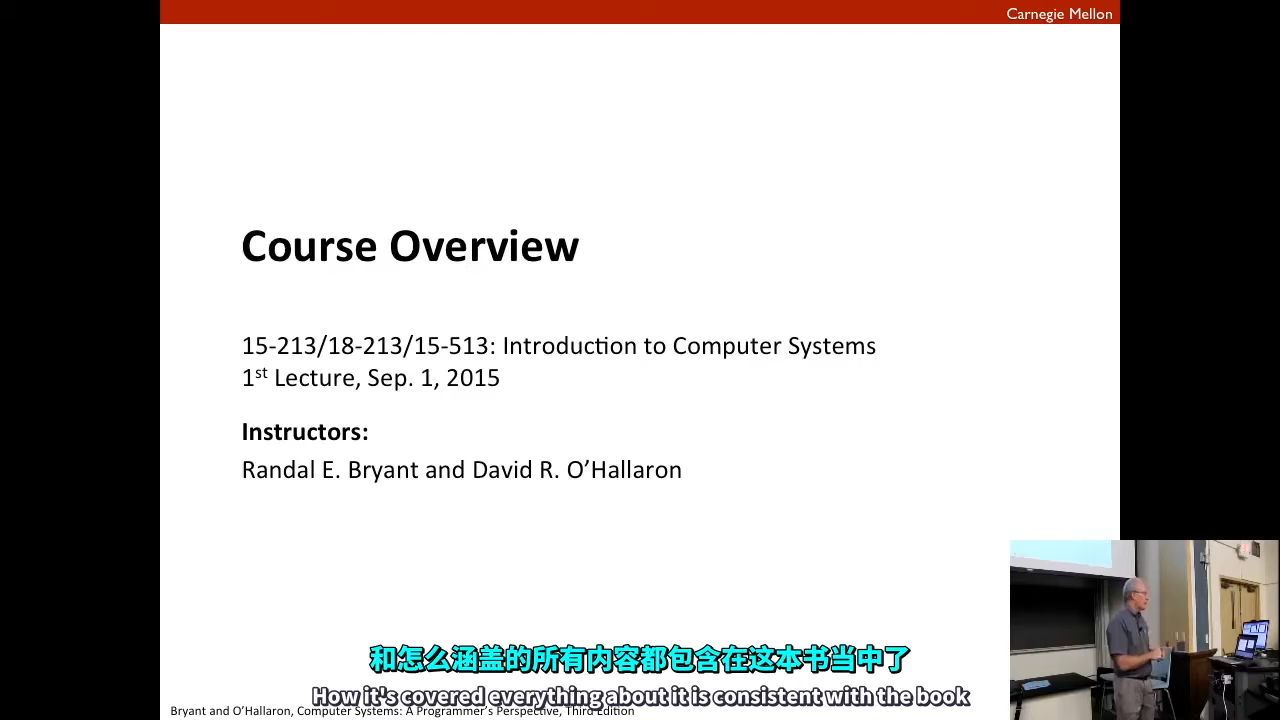 Carnegie Mellon
Course Overview
15-213/18-213/15-513: Introduction to Computer Systems
1st Lecture, Sep. 1, 2015
Instructors:
Randal E. Bryant and David R. O’Hallaron
和怎么涵盖的所有内容都包含在这本书当中了
How it's covered everything about it is consistent with the book
Bryant and O’Hallaron, Computer Systems: A Programmer’s Perspective, Third Edition